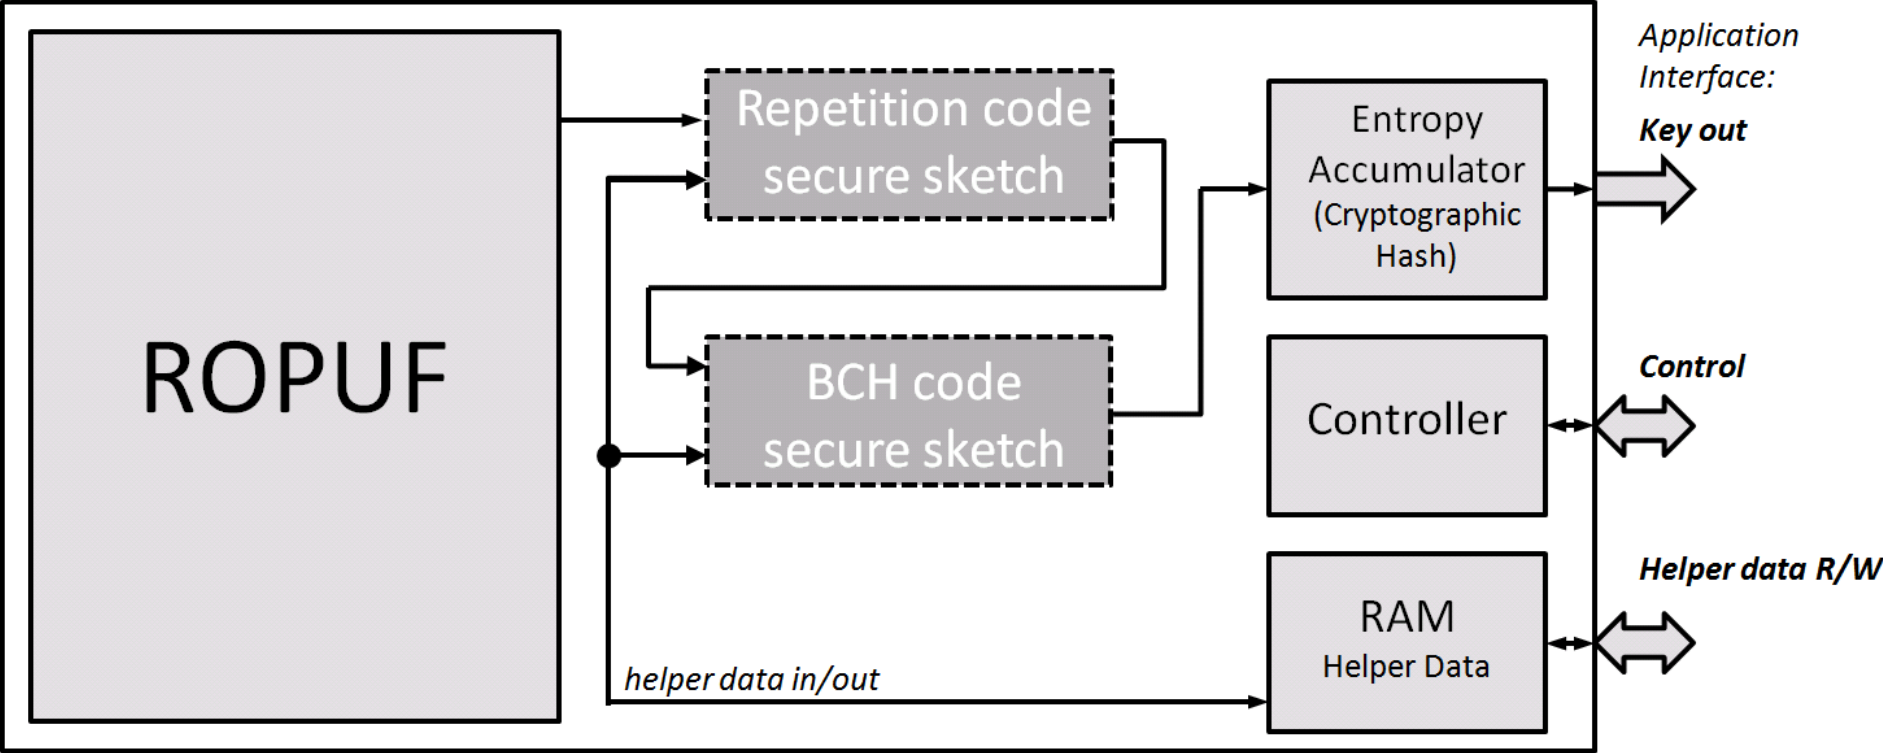 ROPUF
Repetition code
secure sketch
BCH code
secure sketch
helper data in/out
Entropy
Accumulator
(Cryptographic
Hash)
Controller
RAM
Helper Data
Application
Interface:
Key out
Control
Helper data R/W